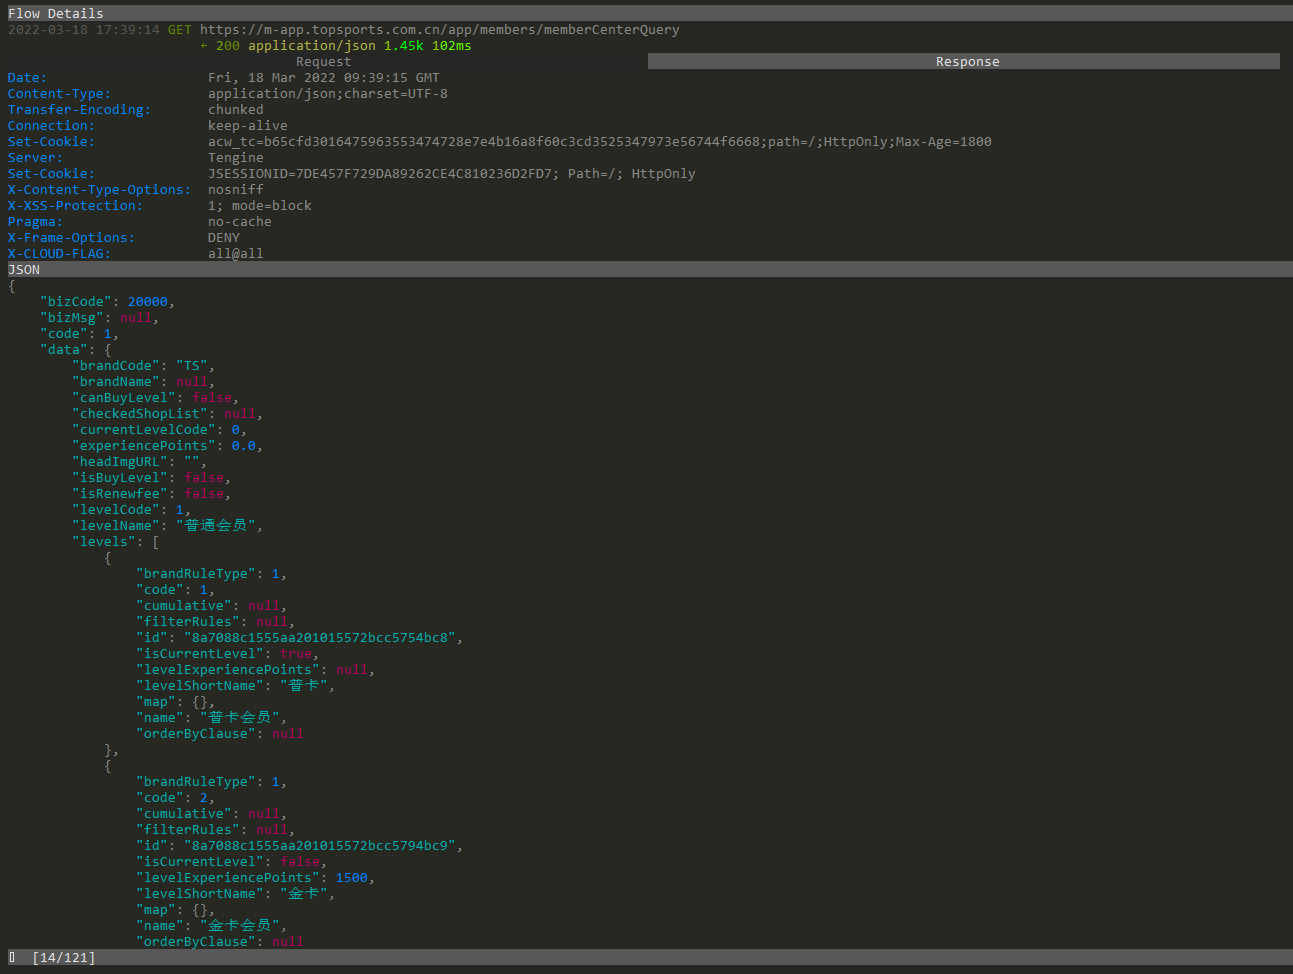 Flow Details
2022-03-18 17:39:14 GET https://m-app.topsports.com.cn/app/members/memberCenterQuery
← 200 application/json 1.45k 102ms
Request Response
Date: Fri, 18 Mar 2022 09:39:15 GMT
Content-Type: application/json;charset=UTF-8
Transfer-Encoding: chunked
Connection: keep-alive
Set-Cookie: acw_tc=b65cfd3016475963553474728e7e4b16a8f60c3cd3525347973e56744f6668;path=/;HttpOnly;Max-Age=1800
Server: Tengine
Set-Cookie: JSESSIONID=7DE457F729DA89262CE4C810236D2FD7; Path=/; HttpOnly
X-Content-Type-Options: nosniff
X-XSS-Protection: 1; mode=block
Pragma: no-cache
X-Frame-Options: DENY
X-CLOUD-FLAG: all@all
JSON
{
"bizCode": 20000,
"bizMsg": null,
"code": 1,
"data": {
"brandCode": "TS",
"brandName": null,
"canBuyLevel": false,
"checkedShopList": null,
"currentLevelCode": 0,
"experiencePoints": 0.0,
"headImgURL": "",
"isBuyLevel": false,
"isRenewfee": false,
"levelCode": 1,
"levelName": "普通会员",
"levels": [
{
"brandRuleType": 1,
"code": 1,
"cumulative": null,
"filterRules": null,
"id": "8a7088c1555aa201015572bcc5754bc8",
"isCurrentLevel": true,
"levelExperiencePoints": null,
"levelShortName": "普卡",
"map": {},
"name": "普卡会员",
"orderByClause": null
},
{
"brandRuleType": 1,
"code": 2,
"cumulative": null,
"filterRules": null,
"id": "8a7088c1555aa201015572bcc5794bc9",
"isCurrentLevel": false,
"levelExperiencePoints": 1500,
"levelShortName": "金卡",
"map": {},
"name": "金卡会员",
"orderByClause": null
[14/121]